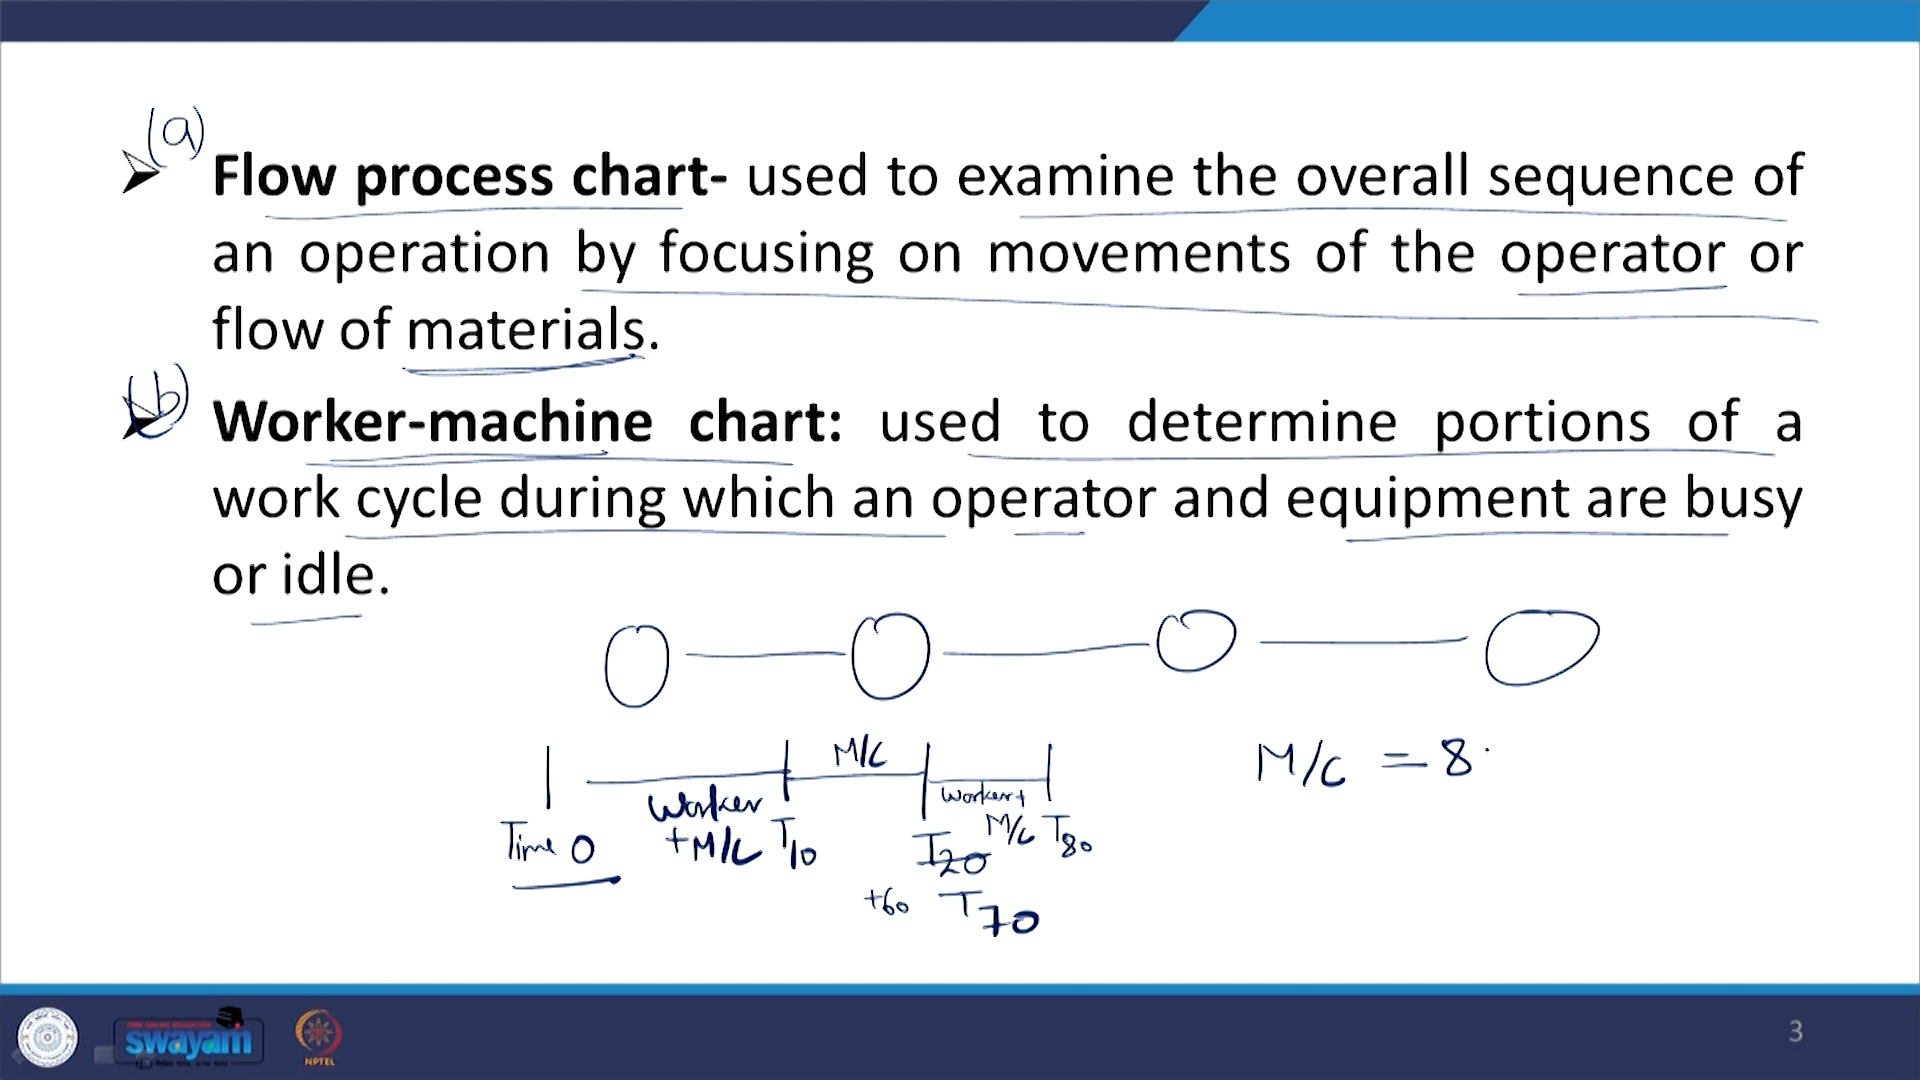 (a)
Flow process chart- used to examine the overall sequence of
an operation by focusing on movements of the operator or
flow of materials.
(b)
Worker-machine chart: used to determine portions of a
work cycle during which an operator and equipment are busy
or idle.
M/C
M/C = 8
Worker
+M/C
Worker+
M/C
Time 0
T10
T20
T80
+60 T70
swayam
NPTEL
3